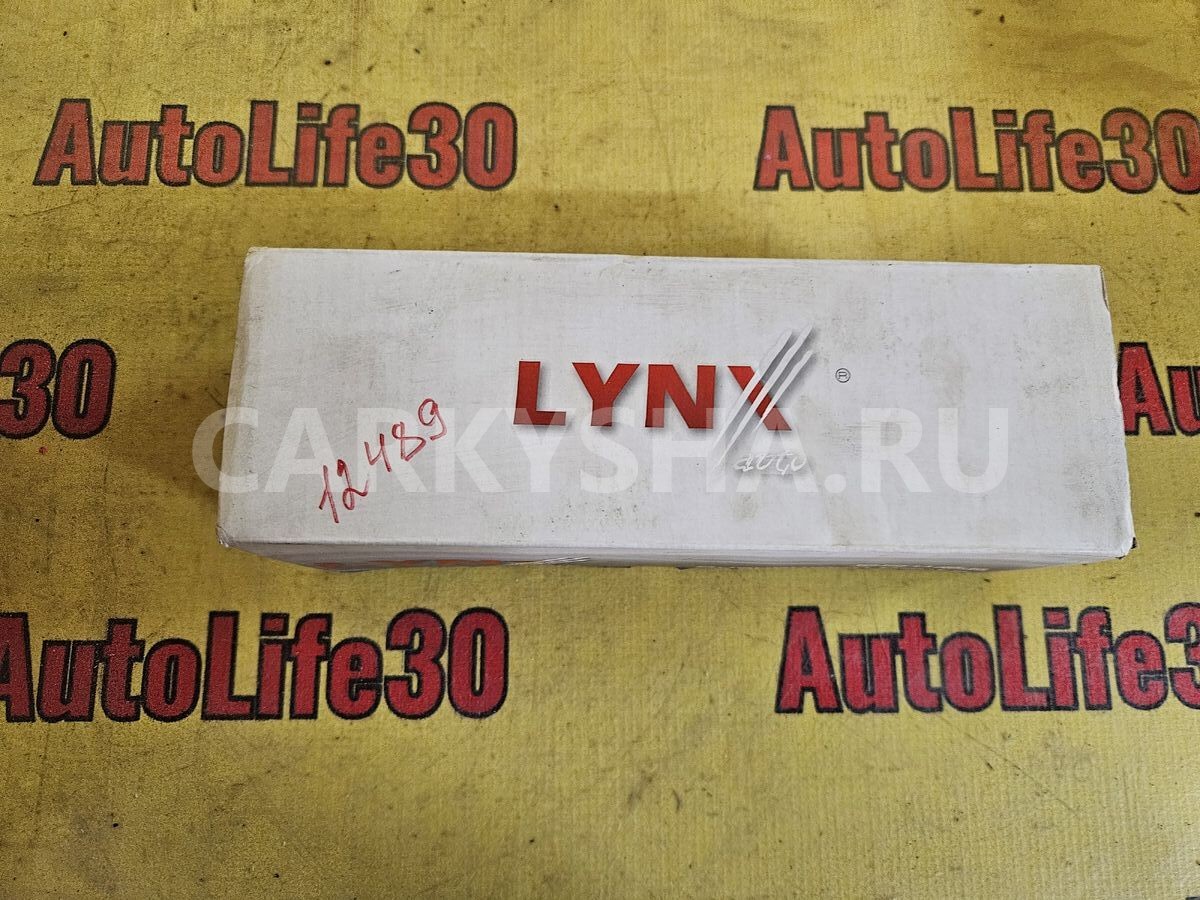 AutoLife30 AutoLife30
LYNX ®
auto
30 Au
12489
CARKYSHA.RU
AutoLife30 AutoLife3